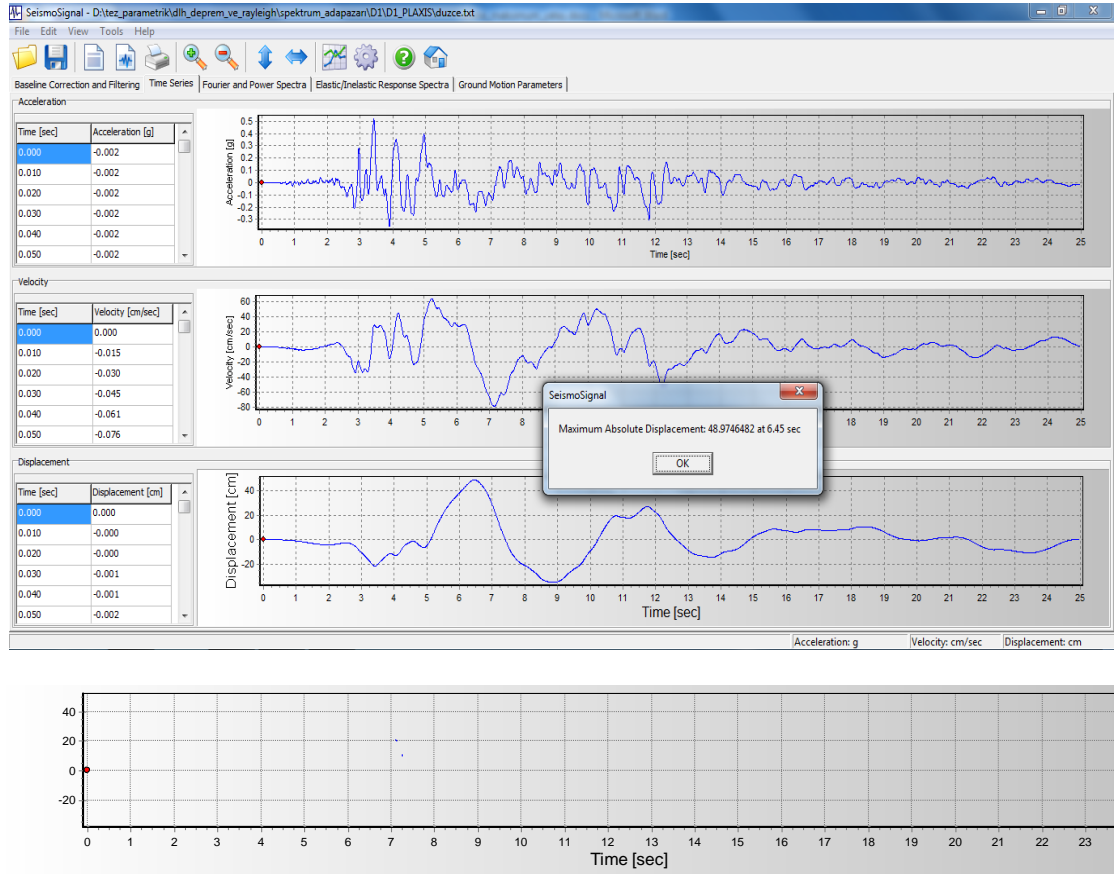 SeismoSignal - D:\tez_parametrik\dlh_deprem_ve_rayleigh\spektrum_adapazarı\D1\D1_PLAXIS\duzce.txt
File Edit View Tools Help
Baseline Correction and Filtering Time Series Fourier and Power Spectra Elastic/Inelastic Response Spectra Ground Motion Parameters
Acceleration
Time [sec] Acceleration [g]
0.000 -0.002
0.010 -0.002
0.020 -0.002
0.030 -0.002
0.040 -0.002
0.050 -0.002
Acceleration [g]
0.5
0.4
0.3
0.2
0.1
0
-0.1
-0.2
-0.3
0 1 2 3 4 5 6 7 8 9 10 11 12 13 14 15 16 17 18 19 20 21 22 23 24 25
Time [sec]
Velocity
Time [sec] Velocity [cm/sec]
0.000 0.000
0.010 -0.015
0.020 -0.030
0.030 -0.045
0.040 -0.061
0.050 -0.076
Velocity [cm/sec]
60
40
20
0
-20
-40
-60
-80
0 1 2 3 4 5 6 7 8 18 19 20 21 22 23 24 25
SeismoSignal
Maximum Absolute Displacement: 48.9746482 at 6.45 sec
OK
Displacement
Time [sec] Displacement [cm]
0.000 0.000
0.010 -0.000
0.020 -0.000
0.030 -0.001
0.040 -0.001
0.050 -0.002
Displacement [cm]
40
20
0
-20
0 1 2 3 4 5 6 7 8 9 10 11 12 13 14 15 16 17 18 19 20 21 22 23 24 25
Time [sec]
Acceleration: g Velocity: cm/sec Displacement: cm
40
20
0
-20
0 1 2 3 4 5 6 7 8 9 10 11 12 13 14 15 16 17 18 19 20 21 22 23
Time [sec]